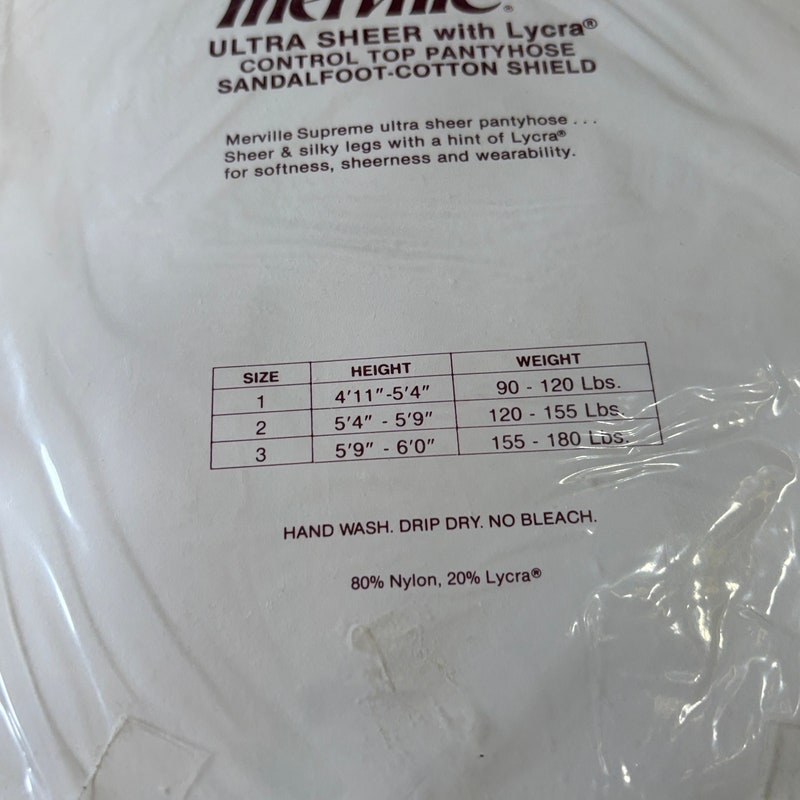 Merville®
ULTRA SHEER with Lycra®
CONTROL TOP PANTYHOSE
SANDALFOOT-COTTON SHIELD
Merville Supreme ultra sheer pantyhose . . .
Sheer & silky legs with a hint of Lycra®
for softness, sheerness and wearability.
SIZE HEIGHT WEIGHT
1 4'11"-5'4" 90 - 120 Lbs.
2 5'4" - 5'9" 120 - 155 Lbs.
3 5'9" - 6'0" 155 - 180 Lbs.
HAND WASH. DRIP DRY. NO BLEACH.
80% Nylon, 20% Lycra®